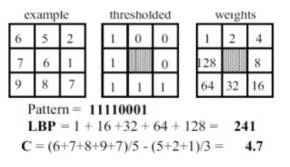 example thresholded weights
6 5 2 1 0 0 1 2 4
7 6 1 1 0 128 8
9 8 7 1 1 1 64 32 16
Pattern = 11110001
LBP = 1 + 16 +32 + 64 + 128 = 241
C = (6+7+8+9+7)/5 - (5+2+1)/3 = 4.7